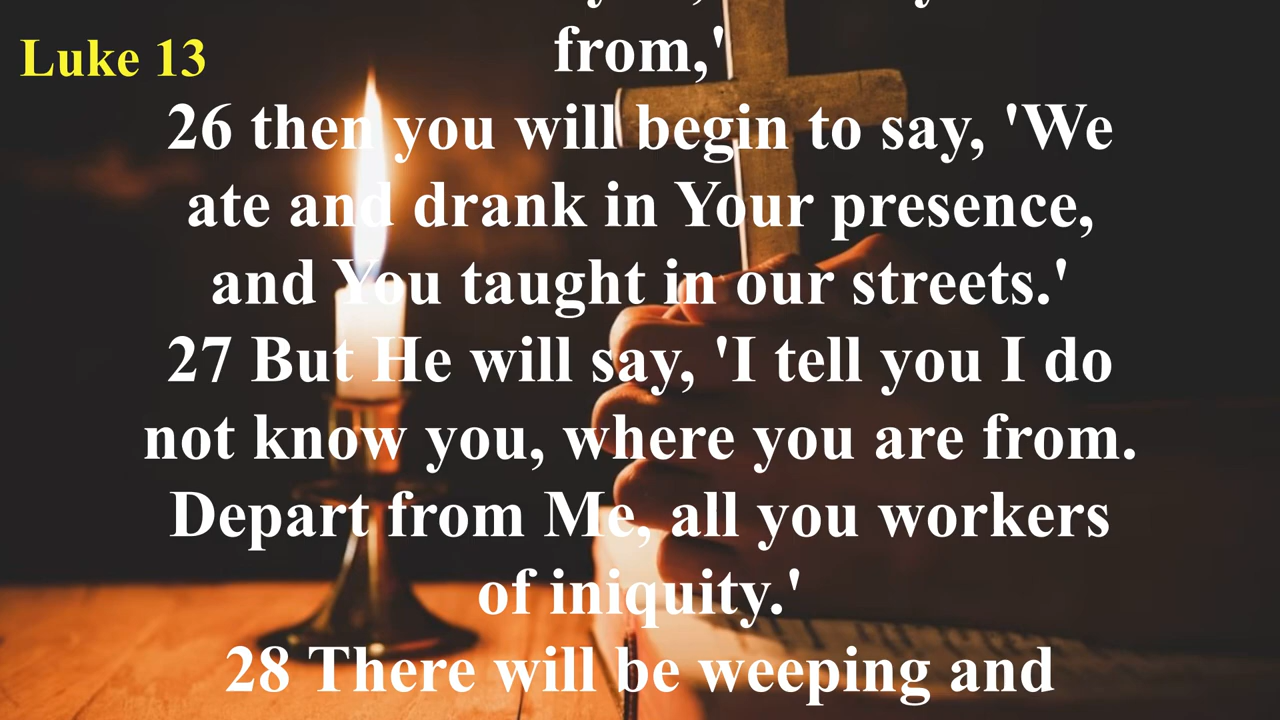 Luke 13
from,'
26 then you will begin to say, 'We
ate and drank in Your presence,
and You taught in our streets.'
27 But He will say, 'I tell you I do
not know you, where you are from.
Depart from Me, all you workers
of iniquity.'
28 There will be weeping and